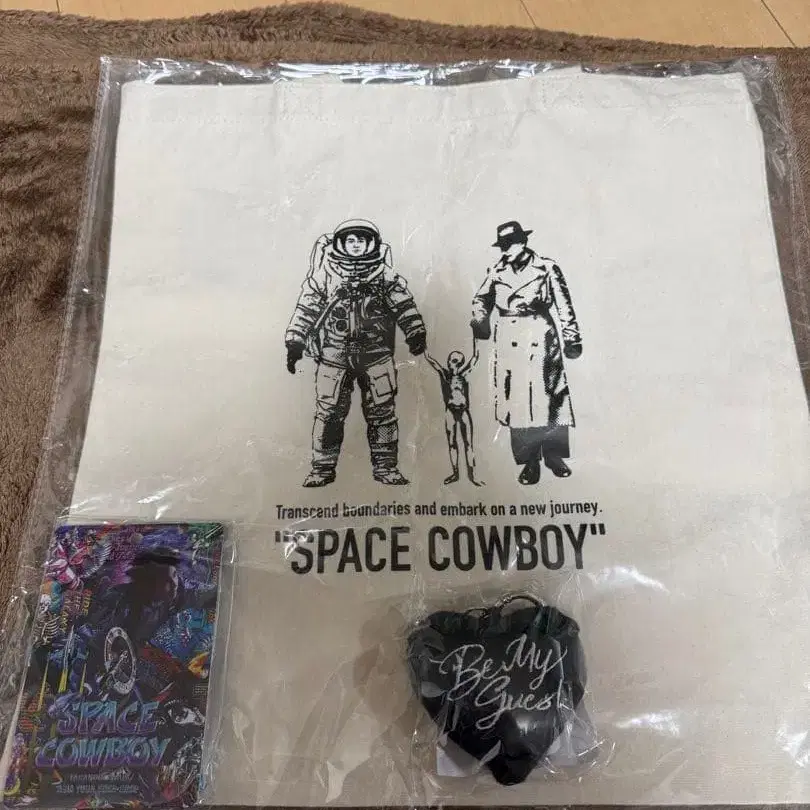 Transcend boundaries and embark on a new journey.
"SPACE COWBOY"
SPACE
COWBOY
Be My
Guest